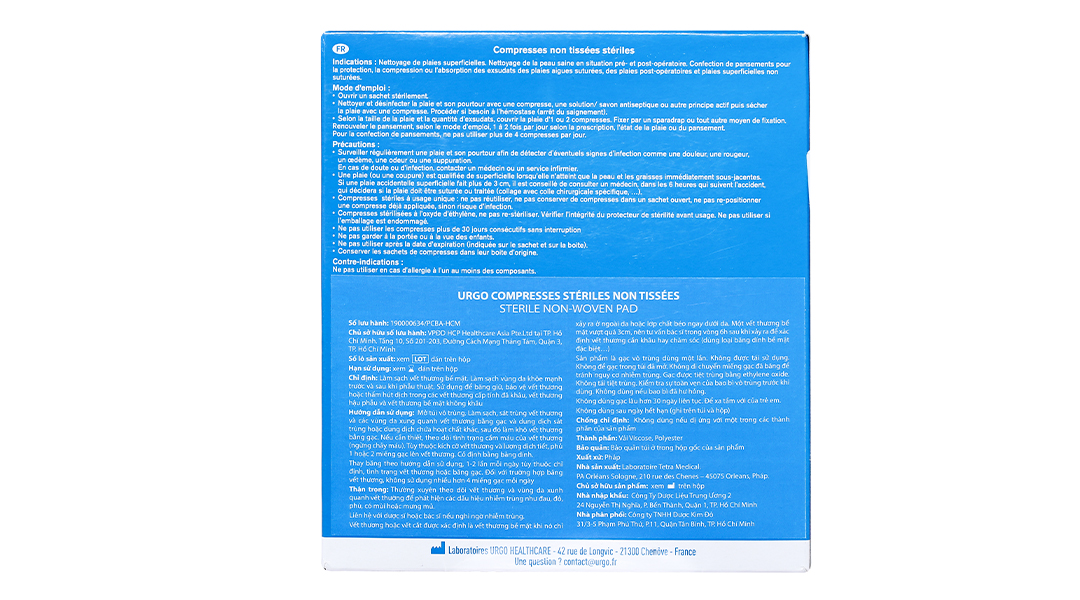 FR
Compresses non tissées stériles
Indications : Nettoyage de plaies superficielles. Nettoyage de la peau saine en situation pré- et post-opératoire. Confection de pansements pour
la protection, la compression ou l'absorption des exsudats des plaies aigues suturées, des plaies post-opératoires et plaies superficielles non
suturées.
Mode d'emploi :
• Ouvrir un sachet stérilement.
• Nettoyer et désinfecter la plaie et son pourtour avec une compresse, une solution/ savon antiseptique ou autre principe actif puis sécher
la plaie avec une compresse. Procéder si besoin à l'hémostase (arrêt du saignement).
• Selon la taille de la plaie et la quantité d'exsudats, couvrir la plaie d'1 ou 2 compresses. Fixer par un sparadrap ou tout autre moyen de fixation.
Renouveler le pansement, selon le mode d'emploi, 1 à 2 fois par jour selon la prescription, l'état de la plaie ou du pansement.
Pour la confection de pansements, ne pas utiliser plus de 4 compresses par jour.
Précautions :
• Surveiller régulièrement une plaie et son pourtour afin de détecter d'éventuels signes d'infection comme une douleur, une rougeur,
un œdème, une odeur ou une suppuration.
En cas de doute ou d'infection, contacter un médecin ou un service infirmier.
• Une plaie (ou une coupure) est qualifiée de superficielle lorsqu'elle n'atteint que la peau et les graisses immédiatement sous-jacentes.
Si une plaie accidentelle superficielle fait plus de 3 cm, il est conseillé de consulter un médecin, dans les 6 heures qui suivent l'accident,
qui décidera si la plaie doit être suturée ou traitée (collage avec colle chirurgicale spécifique, ...).
• Compresses stériles à usage unique : ne pas réutiliser, ne pas conserver de compresses dans un sachet ouvert, ne pas re-positionner
une compresse déjà appliquée, sinon risque d'infection.
• Compresses stérilisées à l'oxyde d'éthylène, ne pas re-stériliser. Vérifier l'intégrité du protecteur de stérilité avant usage. Ne pas utiliser si
l'emballage est endommagé.
• Ne pas utiliser les compresses plus de 30 jours consécutifs sans interruption
• Ne pas garder à la portée ou à la vue des enfants.
• Ne pas utiliser après la date d'expiration (indiquée sur le sachet et sur la boite).
• Conserver les sachets de compresses dans leur boite d'origine.
Contre-indications :
Ne pas utiliser en cas d'allergie à l'un au moins des composants.
URGO COMPRESSES STÉRILES NON TISSÉES
STERILE NON-WOVEN PAD
Số lưu hành: 190000634/PCBA-HCM
Chủ sở hữu số lưu hành: VPĐD HCP Healthcare Asia Pte.Ltd tại TP. Hồ
Chí Minh. Tầng 10, Số 201-203, Đường Cách Mạng Tháng Tám, Quận 3,
TP. Hồ Chí Minh
Số lô sản xuất: xem LOT dán trên hộp
Hạn sử dụng: xem dán trên hộp
Chỉ định: Làm sạch vết thương bề mặt. Làm sạch vùng da khỏe mạnh
trước và sau khi phẫu thuật. Sử dụng để băng giữ, bảo vệ vết thương
hoặc thấm hút dịch trong các vết thương cấp tính đã khâu, vết thương
hậu phẫu và vết thương bề mặt không khâu
Hướng dẫn sử dụng: Mở túi vô trùng. Làm sạch, sát trùng vết thương
và các vùng da xung quanh vết thương bằng gạc và dung dịch sát
trùng hoặc dung dịch chứa hoạt chất khác, sau đó làm khô vết thương
bằng gạc. Nếu cần thiết, theo dõi tình trạng cầm máu của vết thương
(ngừng chảy máu). Tùy thuộc kích cỡ vết thương và lượng dịch tiết, phủ
1 hoặc 2 miếng gạc lên vết thương. Cố định bằng băng dính.
Thay băng theo hướng dẫn sử dụng, 1-2 lần mỗi ngày tùy thuộc chỉ
định, tình trạng vết thương hoặc băng gạc. Đối với trường hợp băng
vết thương, không sử dụng nhiều hơn 4 miếng gạc mỗi ngày
Thận trọng: Thường xuyên theo dõi vết thương và vùng da xung
quanh vết thương để phát hiện các dấu hiệu nhiễm trùng như đau, đỏ,
phù, có mùi hoặc mưng mủ.
Liên hệ với dược sĩ hoặc bác sĩ nếu nghi ngờ nhiễm trùng.
Vết thương hoặc vết cắt được xác định là vết thương bề mặt khi nó chỉ
xảy ra ở ngoài da hoặc lớp chất béo ngay dưới da. Một vết thương bề
mặt vượt quá 3cm, nên tư vấn bác sĩ trong vòng 6h sau khi xảy ra để xác
định vết thương cần khâu hay chăm sóc (dùng loại băng dính bề mặt
đặc biệt...)
Sản phẩm là gạc vô trùng dùng một lần. Không được tái sử dụng.
Không để gạc trong túi đã mở. Không di chuyển miếng gạc đã băng để
tránh nguy cơ nhiễm trùng. Gạc được tiệt trùng bằng ethylene oxide.
Không tái tiệt trùng. Kiểm tra sự toàn vẹn của bao bì vô trùng trước khi
dùng. Không dùng nếu bao bì đã hư hỏng.
Không dùng gạc lâu hơn 30 ngày liên tục. Để xa tầm với của trẻ em.
Không dùng sau ngày hết hạn (ghi trên túi và hộp)
Chống chỉ định: Không dùng nếu dị ứng với một trong các thành
phần của sản phẩm
Thành phần: Vải Viscose, Polyester
Bảo quản: Bảo quản túi ở trong hộp gốc của sản phẩm
Xuất xứ: Pháp
Nhà sản xuất: Laboratoire Tetra Medical
PA Orléans Sologne, 210 rue des Chenes – 45075 Orleans, Pháp.
Chủ sở hữu sản phẩm: xem trên hộp
Nhà nhập khẩu: Công Ty Dược Liệu Trung Ương 2
24 Nguyễn Thị Nghĩa, P. Bến Thành, Quận 1, TP. Hồ Chí Minh
Nhà phân phối: Công ty TNHH Dược Kim Đô
31/3-5 Phạm Phú Thứ, P.11, Quận Tân Bình, TP. Hồ Chí Minh
Laboratoires URGO HEALTHCARE - 42 rue de Longvic - 21300 Chenôve - France
Une question ? contact@urgo.fr